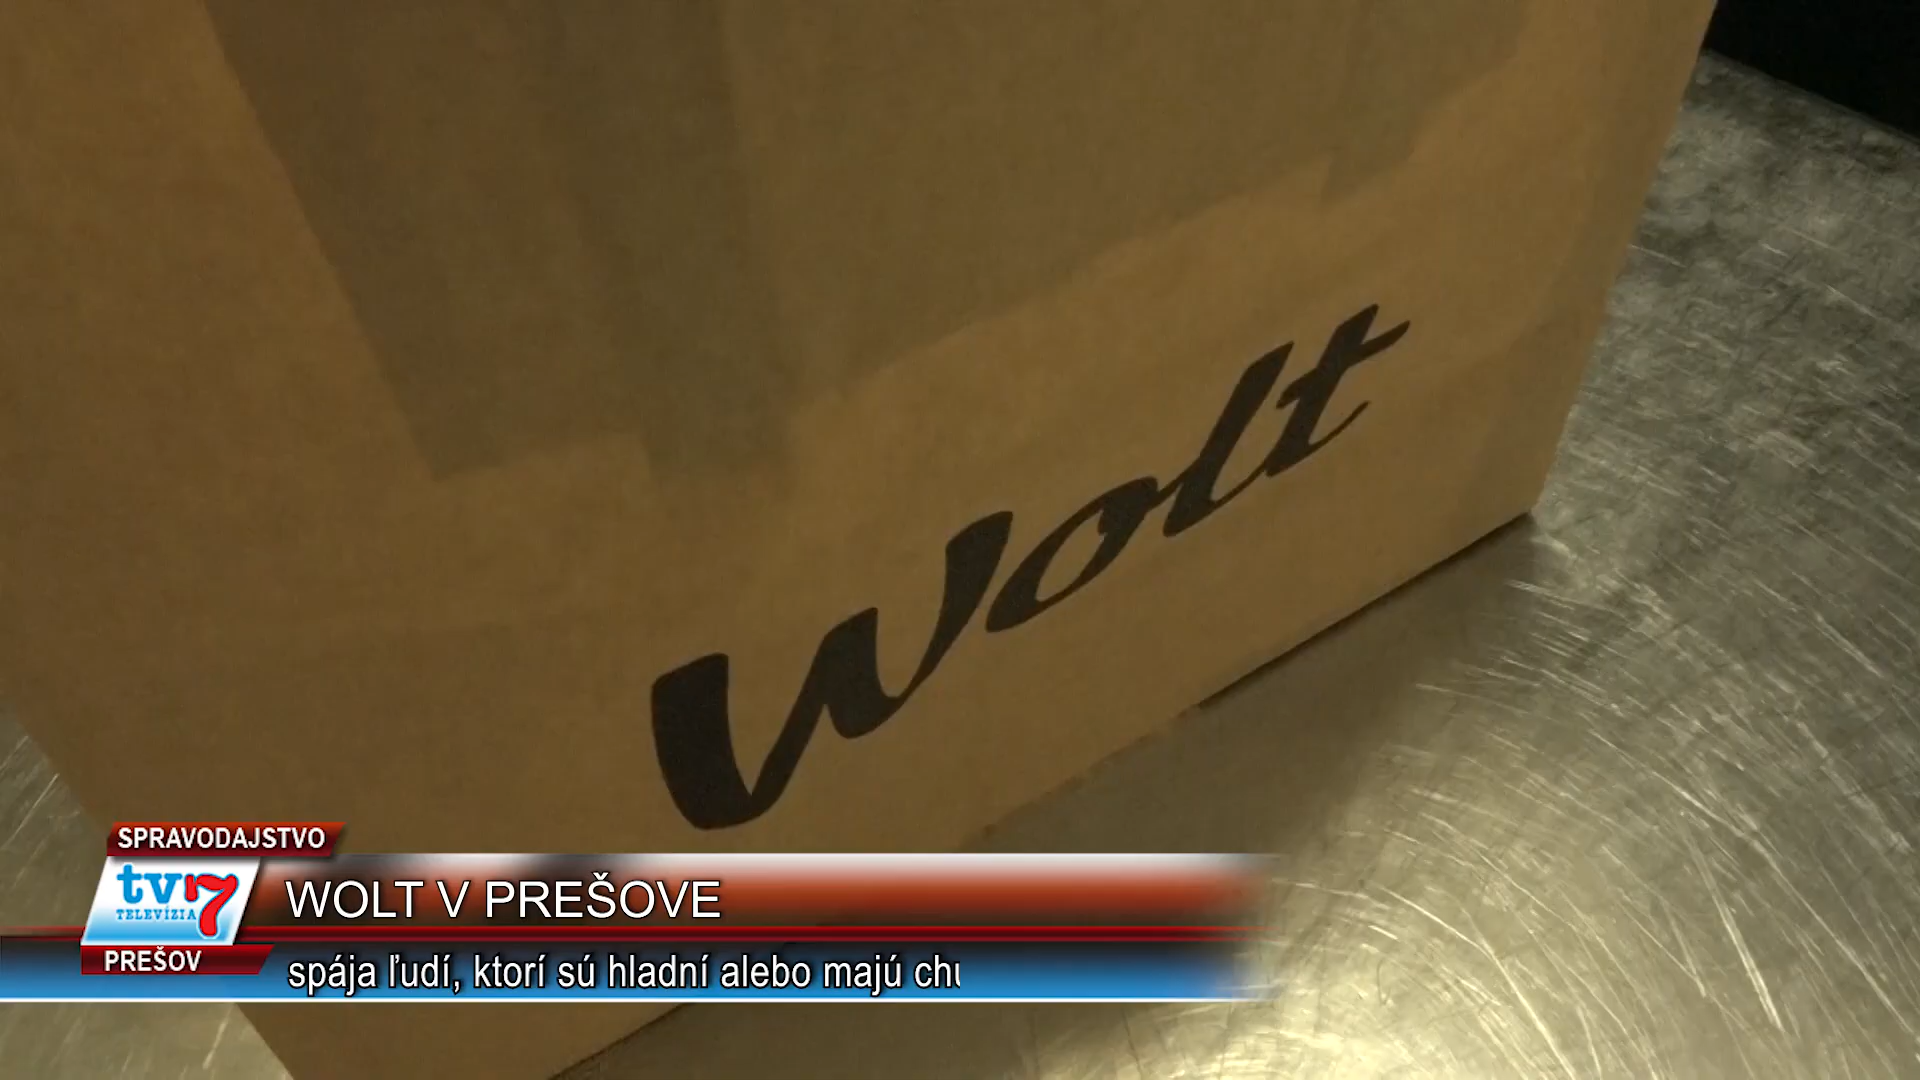 Wolt
SPRAVODAJSTVO
tv7
TELEVÍZIA
WOLT V PREŠOVE
PREŠOV
spája ľudí, ktorí sú hladní alebo majú